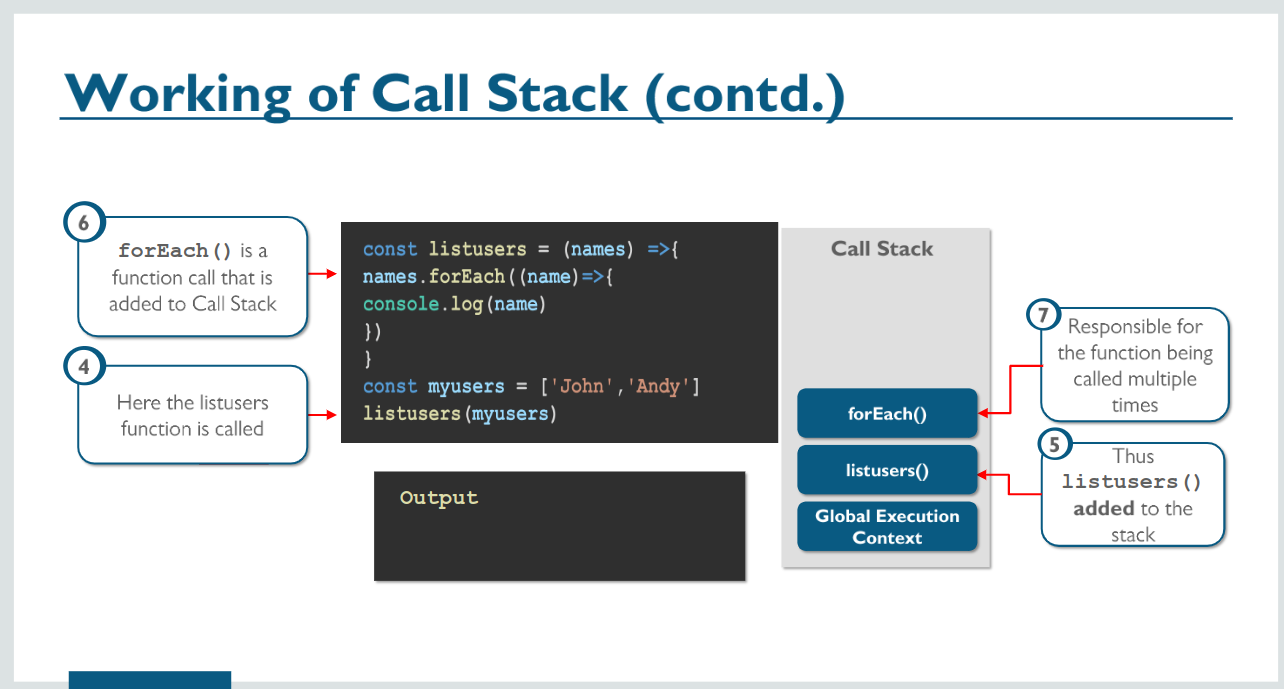 Working of Call Stack (contd.)
6
forEach() is a
function call that is
added to Call Stack
4
Here the listusers
function is called
const listusers = (names) =>{
names.forEach((name)=>{
console.log(name)
})
}
const myusers = ['John','Andy']
listusers(myusers)
Output
Call Stack
forEach()
listusers()
Global Execution
Context
7
Responsible for
the function being
called multiple
times
5
Thus
listusers()
added to the
stack